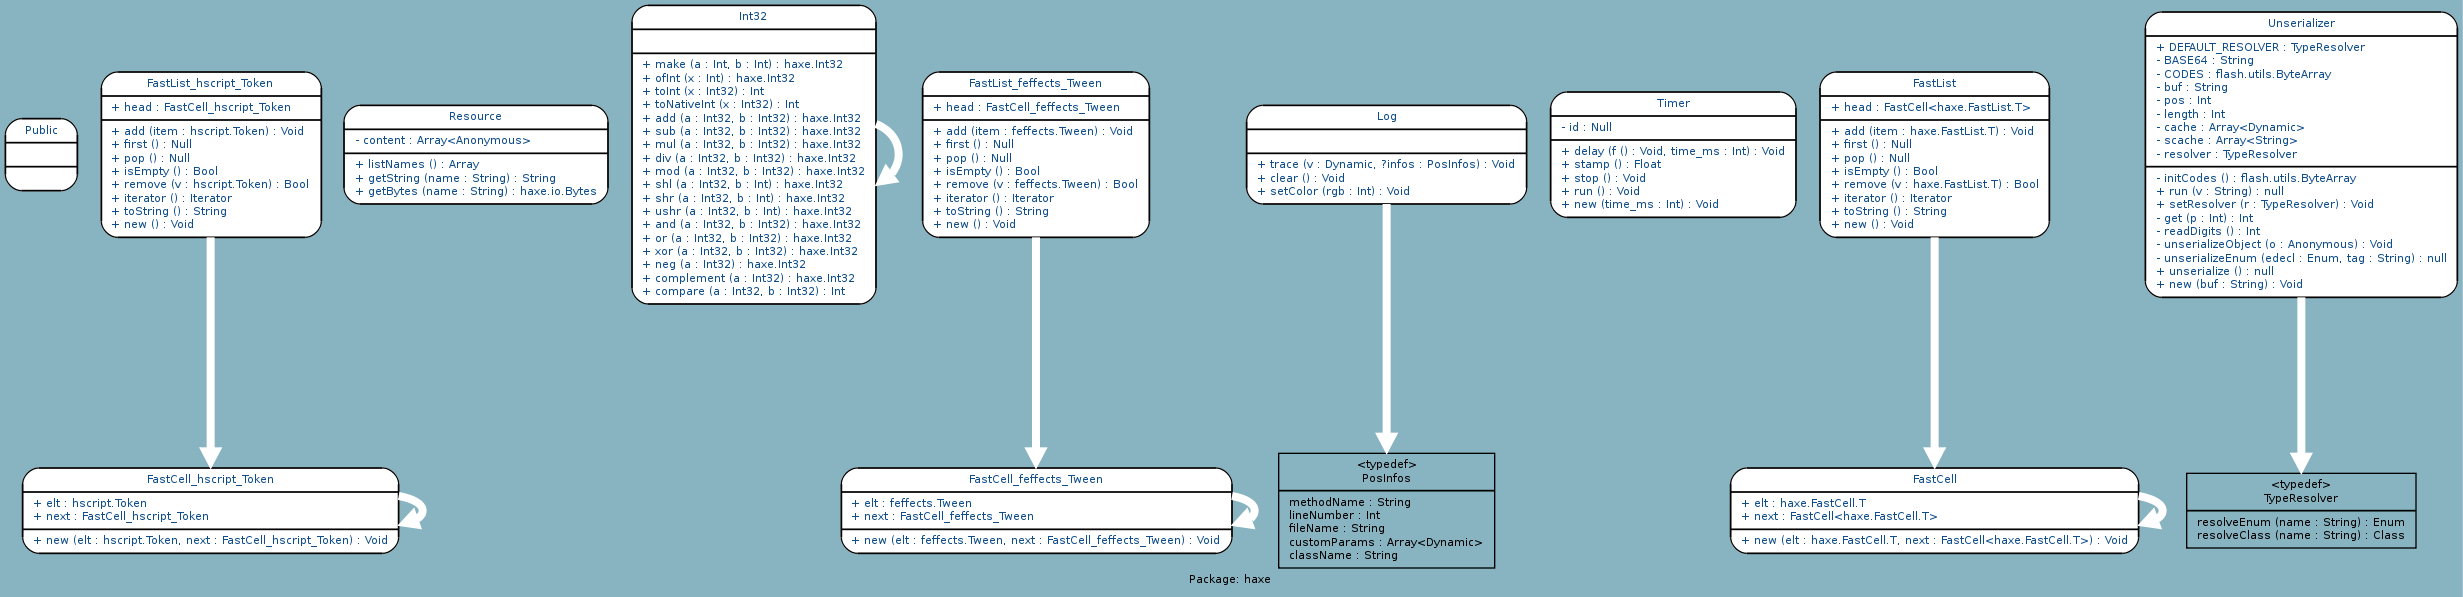 Public
FastList_hscript_Token
+ head : FastCell_hscript_Token
+ add (item : hscript.Token) : Void
+ first () : Null
+ pop () : Null
+ isEmpty () : Bool
+ remove (v : hscript.Token) : Bool
+ iterator () : Iterator
+ toString () : String
+ new () : Void
Resource
- content : Array<Anonymous>
+ listNames () : Array
+ getString (name : String) : String
+ getBytes (name : String) : haxe.io.Bytes
Int32
+ make (a : Int, b : Int) : haxe.Int32
+ ofInt (x : Int) : haxe.Int32
+ toInt (x : Int32) : Int
+ toNativeInt (x : Int32) : Int
+ add (a : Int32, b : Int32) : haxe.Int32
+ sub (a : Int32, b : Int32) : haxe.Int32
+ mul (a : Int32, b : Int32) : haxe.Int32
+ div (a : Int32, b : Int32) : haxe.Int32
+ mod (a : Int32, b : Int32) : haxe.Int32
+ shl (a : Int32, b : Int) : haxe.Int32
+ shr (a : Int32, b : Int) : haxe.Int32
+ ushr (a : Int32, b : Int) : haxe.Int32
+ and (a : Int32, b : Int32) : haxe.Int32
+ or (a : Int32, b : Int32) : haxe.Int32
+ xor (a : Int32, b : Int32) : haxe.Int32
+ neg (a : Int32) : haxe.Int32
+ complement (a : Int32) : haxe.Int32
+ compare (a : Int32, b : Int32) : Int
FastList_feffects_Tween
+ head : FastCell_feffects_Tween
+ add (item : feffects.Tween) : Void
+ first () : Null
+ pop () : Null
+ isEmpty () : Bool
+ remove (v : feffects.Tween) : Bool
+ iterator () : Iterator
+ toString () : String
+ new () : Void
Log
+ trace (v : Dynamic, ?infos : PosInfos) : Void
+ clear () : Void
+ setColor (rgb : Int) : Void
Timer
- id : Null
+ delay (f () : Void, time_ms : Int) : Void
+ stamp () : Float
+ stop () : Void
+ run () : Void
+ new (time_ms : Int) : Void
FastList
+ head : FastCell<haxe.FastList.T>
+ add (item : haxe.FastList.T) : Void
+ first () : Null
+ pop () : Null
+ isEmpty () : Bool
+ remove (v : haxe.FastList.T) : Bool
+ iterator () : Iterator
+ toString () : String
+ new () : Void
Unserializer
+ DEFAULT_RESOLVER : TypeResolver
- BASE64 : String
- CODES : flash.utils.ByteArray
- buf : String
- pos : Int
- length : Int
- cache : Array<Dynamic>
- scache : Array<String>
- resolver : TypeResolver
- initCodes () : flash.utils.ByteArray
+ run (v : String) : null
+ setResolver (r : TypeResolver) : Void
- get (p : Int) : Int
- readDigits () : Int
- unserializeObject (o : Anonymous) : Void
- unserializeEnum (edecl : Enum, tag : String) : null
+ unserialize () : null
+ new (buf : String) : Void
FastCell_hscript_Token
+ elt : hscript.Token
+ next : FastCell_hscript_Token
+ new (elt : hscript.Token, next : FastCell_hscript_Token) : Void
FastCell_feffects_Tween
+ elt : feffects.Tween
+ next : FastCell_feffects_Tween
+ new (elt : feffects.Tween, next : FastCell_feffects_Tween) : Void
<typedef>
PosInfos
methodName : String
lineNumber : Int
fileName : String
customParams : Array<Dynamic>
className : String
FastCell
+ elt : haxe.FastCell.T
+ next : FastCell<haxe.FastCell.T>
+ new (elt : haxe.FastCell.T, next : FastCell<haxe.FastCell.T>) : Void
<typedef>
TypeResolver
resolveEnum (name : String) : Enum
resolveClass (name : String) : Class
Package: haxe